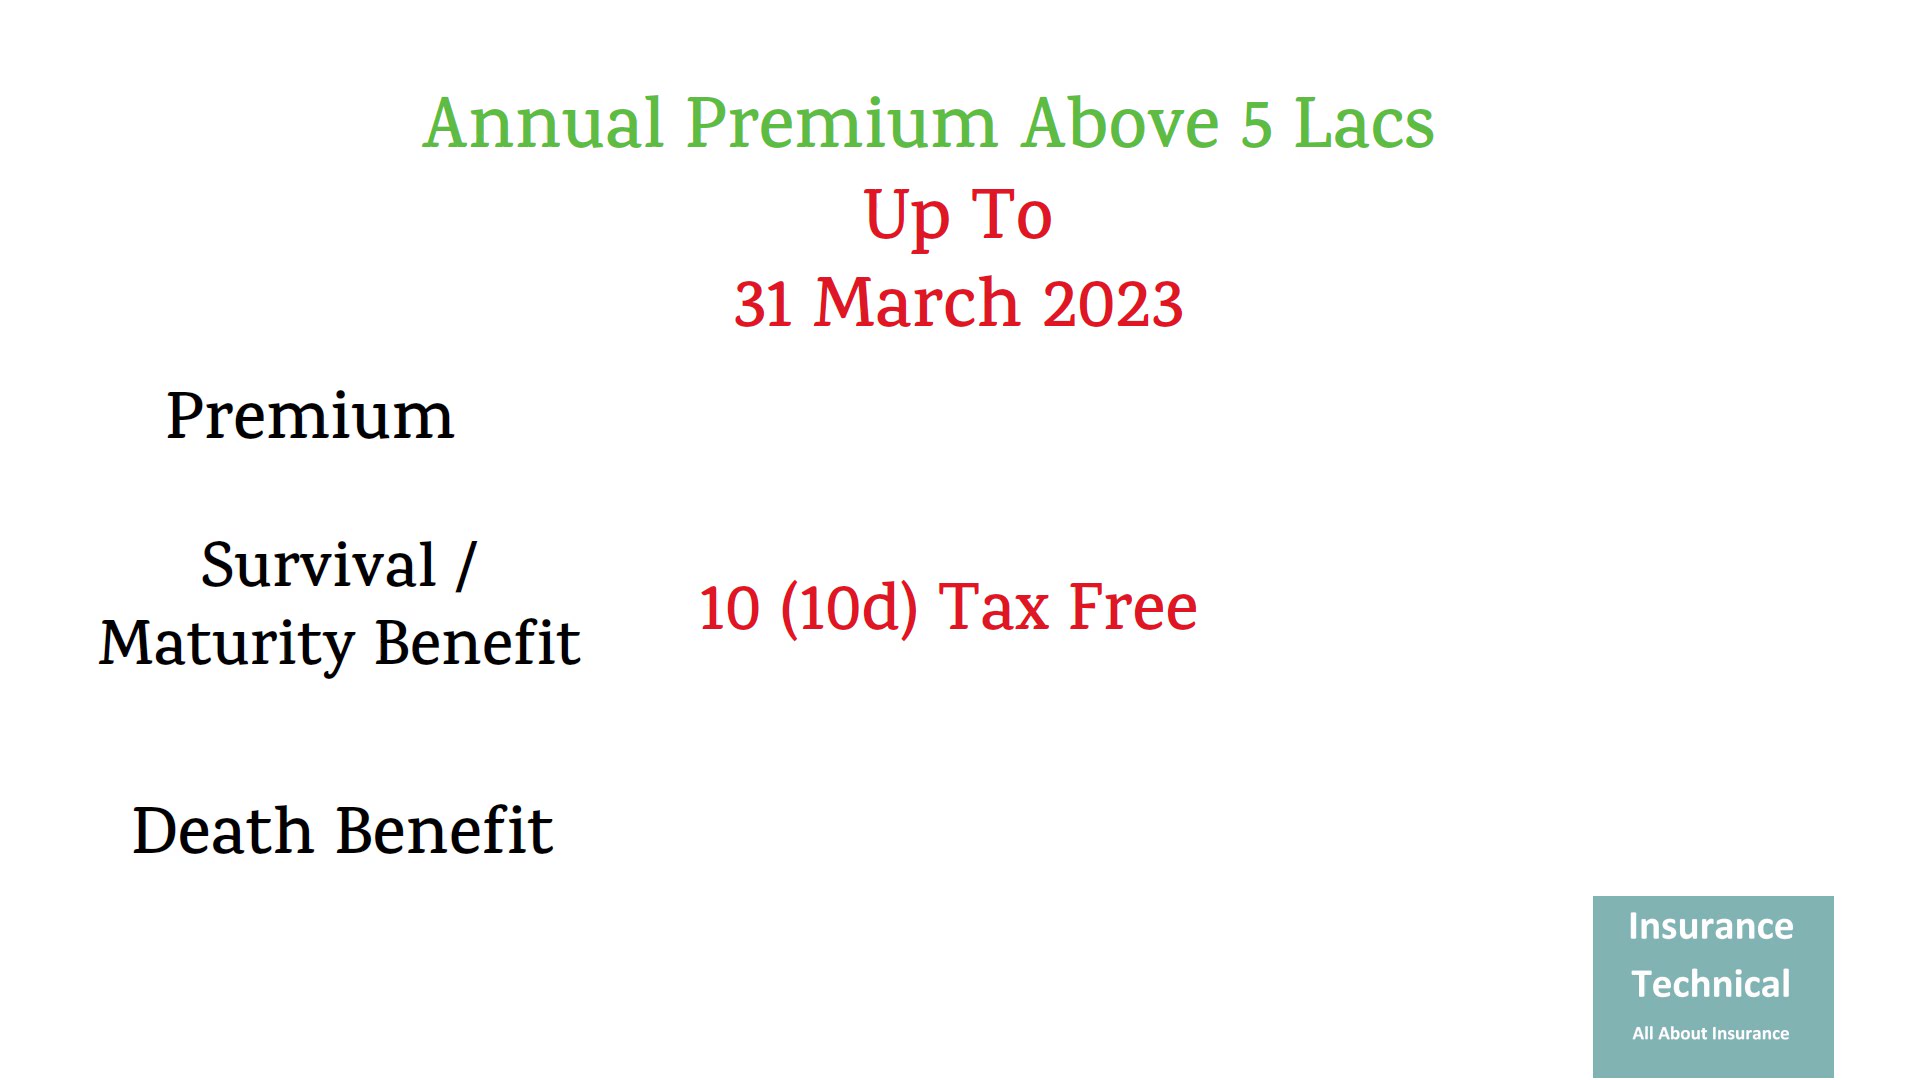 Annual Premium Above 5 Lacs
Up To
31 March 2023
Premium
Survival /
Maturity Benefit
10 (10d) Tax Free
Death Benefit
Insurance
Technical
All About Insurance